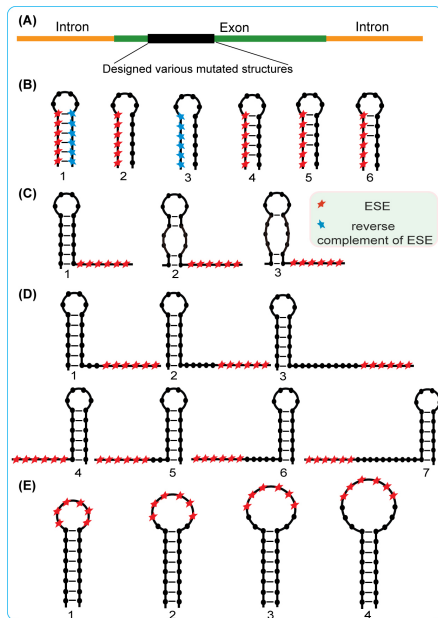 (A)
Intron Exon Intron
Designed various mutated structures
(B)
1 2 3 4 5 6
(C)
1 2 3
ESE
reverse
complement of ESE
(D)
1 2 3
4 5 6 7
(E)
1 2 3 4